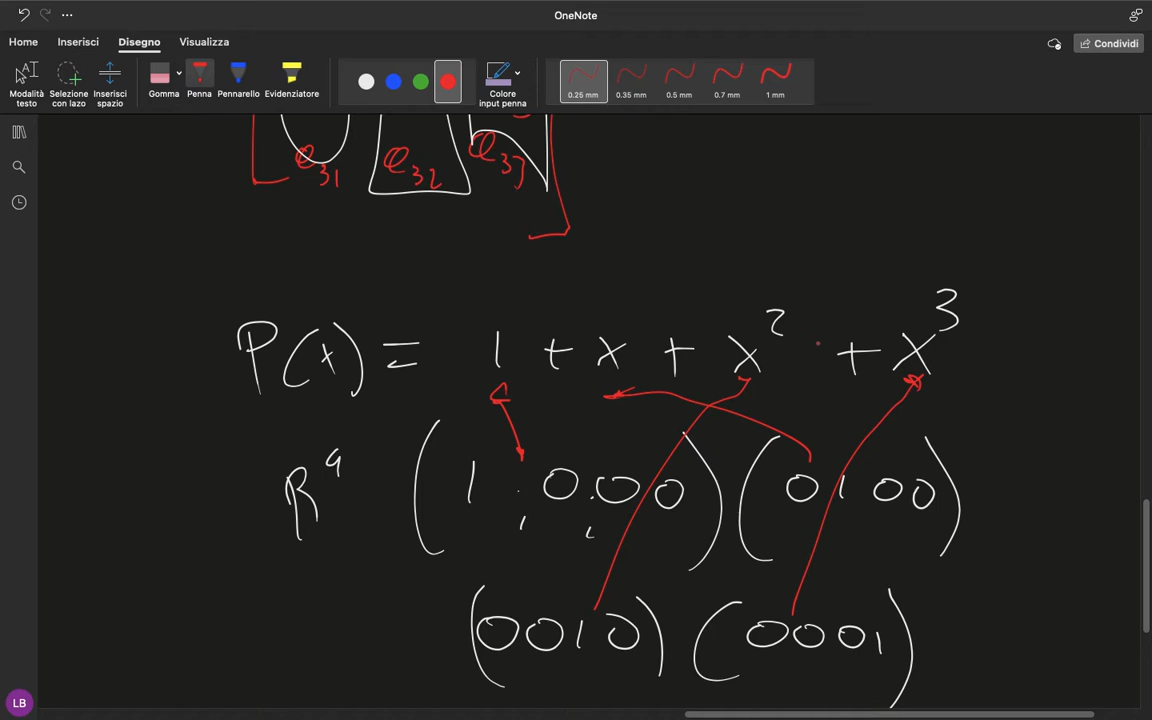 OneNote
Home Inserisci Disegno Visualizza
Condividi
Modalità testo Selezione con lazo Inserisci spazio Gomma Penna Pennarello Evidenziatore Colore input penna 0.25 mm 0.35 mm 0.5 mm 0.7 mm 1 mm
e31 e32 e33
P(x) = 1 + x + x² + x³
R⁴ (1, 0, 0 0) (0 1 0 0)
(0 0 1 0) (0 0 0 1)
LB